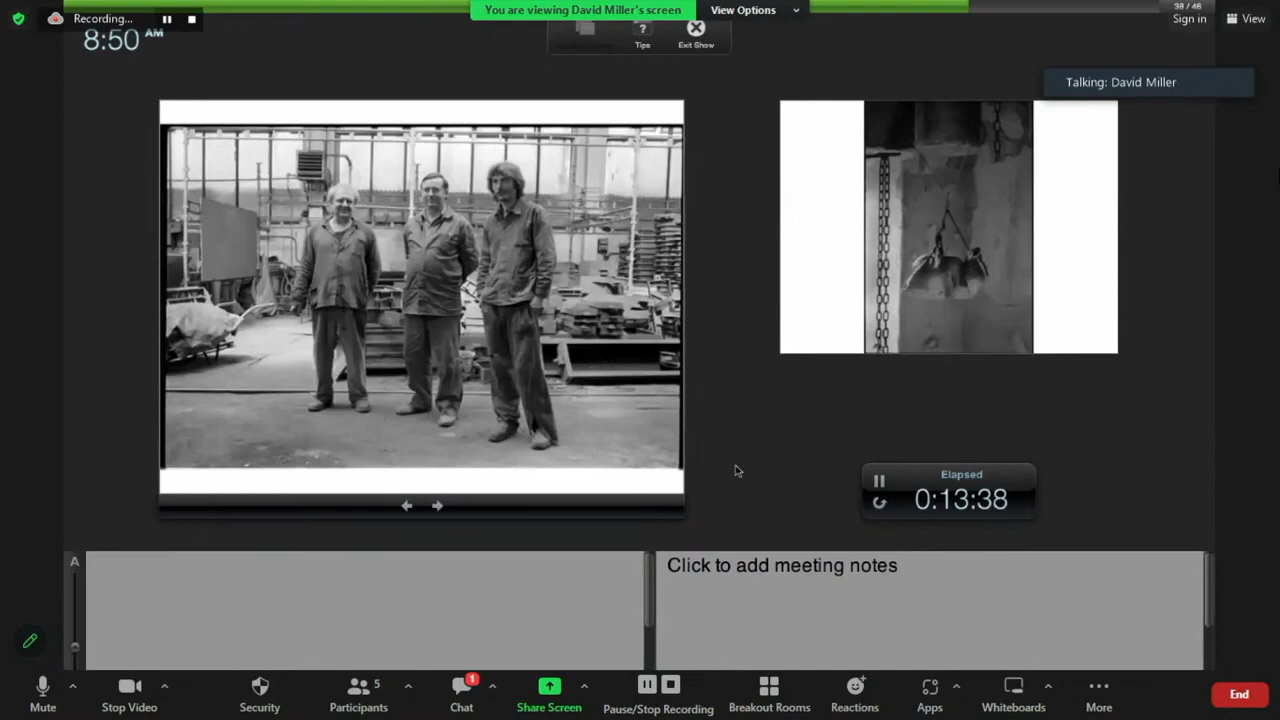 You are viewing David Miller's screen
View Options
Recording...
38 / 46
Sign in
View
8:50 AM
Tips
Exit Show
Talking: David Miller
Elapsed
0:13:38
A
Click to add meeting notes
Mute
Stop Video
Security
5
Participants
1
Chat
Share Screen
Pause/Stop Recording
Breakout Rooms
Reactions
Apps
Whiteboards
More
End